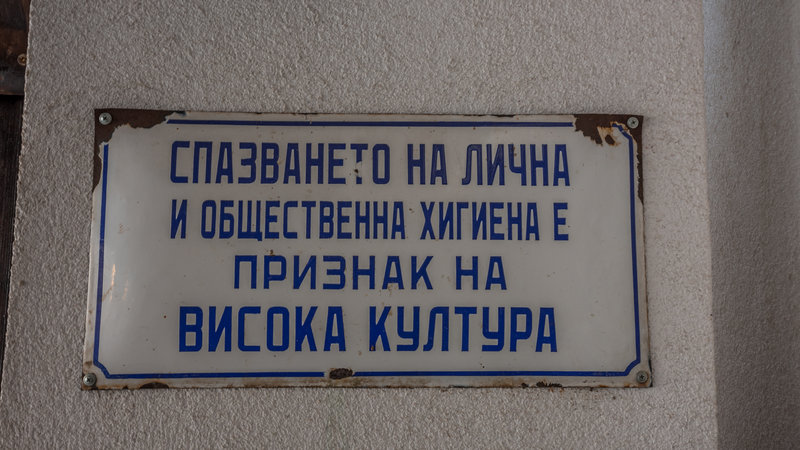 СПАЗВАНЕТО НА ЛИЧНА
И ОБЩЕСТВЕННА ХИГИЕНА Е
ПРИЗНАК НА
ВИСОКА КУЛТУРА